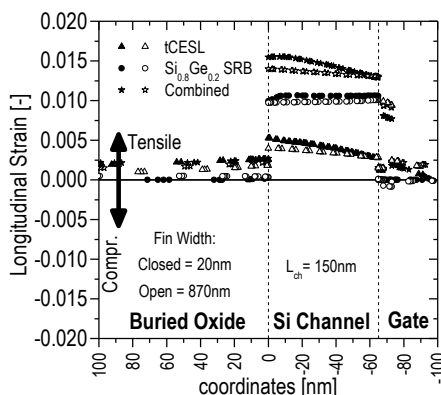 0.020
0.015
0.010
0.005
0.000
-0.005
-0.010
-0.015
-0.020
Longitudinal Strain [-]
tCESL
Si0.8Ge0.2 SRB
Combined
Tensile
Compr.
Fin Width:
Closed = 20nm
Open = 870nm
Lch = 150nm
Buried Oxide
Si Channel
Gate
100 80 60 40 20 0 -20 -40 -60 -80 -100
coordinates [nm]